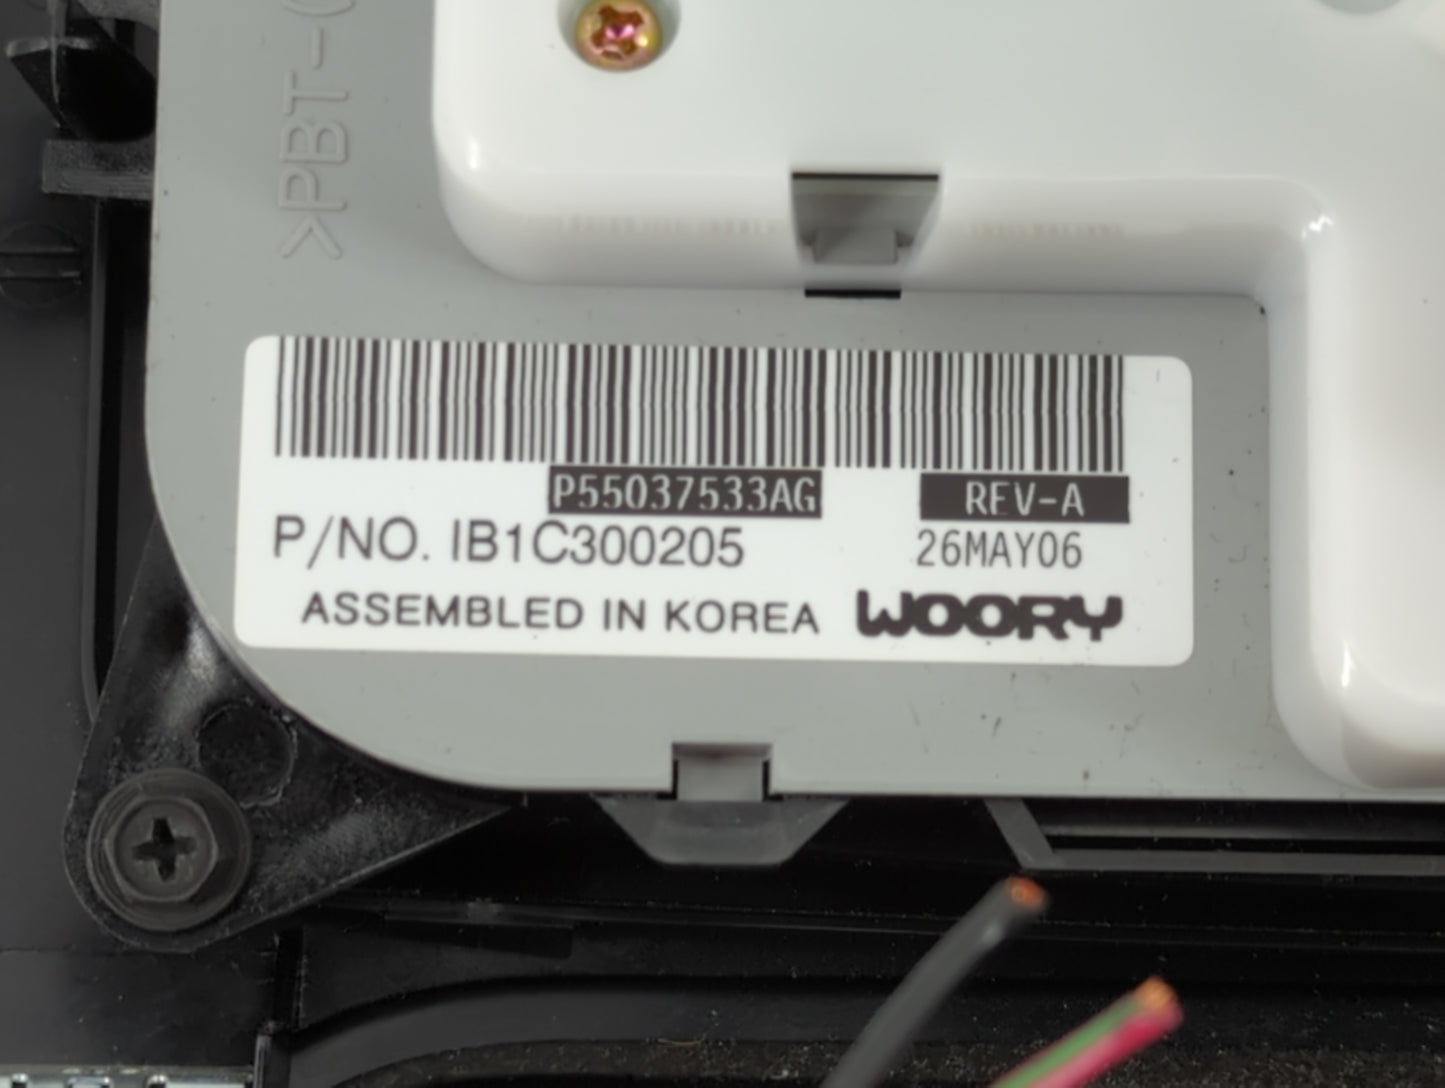 >PBT-(
P55037533AG REV-A
P/NO. IB1C300205 26MAY06
ASSEMBLED IN KOREA WOORY